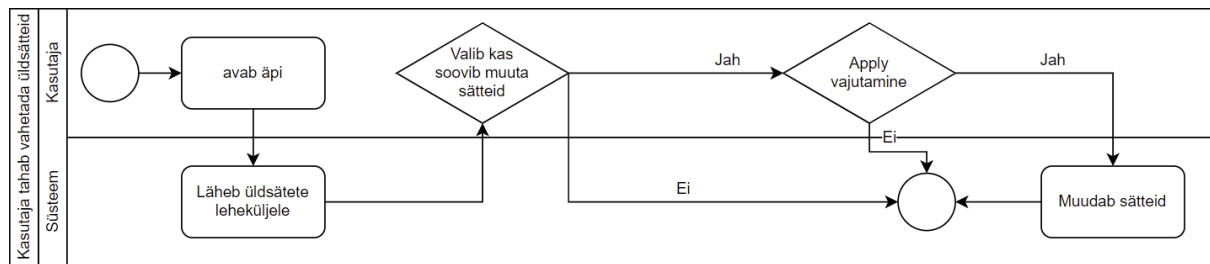 Kasutaja tahab vahetada üldsätteid
Kasutaja
avab äpi
Valib kas
soovib muuta
sätteid
Jah
Apply
vajutamine
Jah
Ei
Süsteem
Läheb üldsätete
leheküljele
Ei
Muudab sätteid